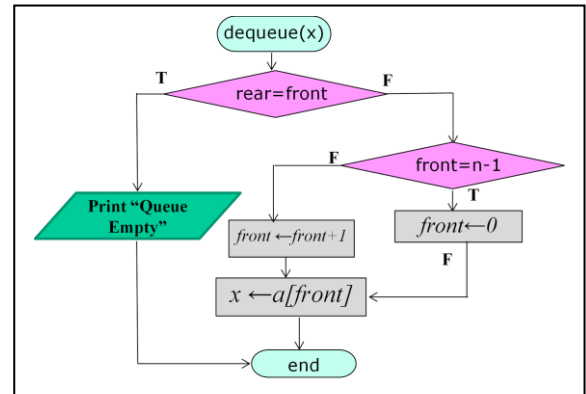 dequeue(x)
T
F
rear=front
F
front=n-1
T
Print “Queue
Empty”
front ←front+1
front←0
F
x ←a[front]
end